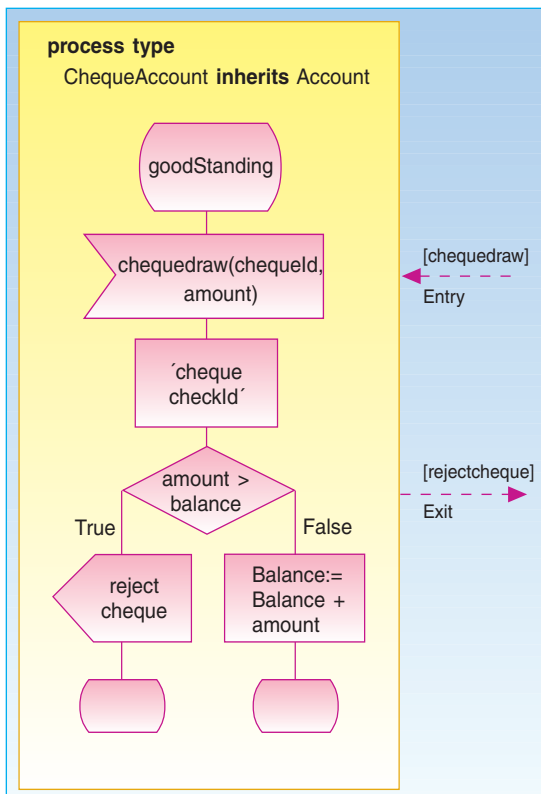 process type
ChequeAccount inherits Account
goodStanding
chequedraw(chequeId,
amount)
[chequedraw]
Entry
´cheque
checkId´
amount >
balance
[rejectcheque]
Exit
True
False
reject
cheque
Balance:=
Balance +
amount